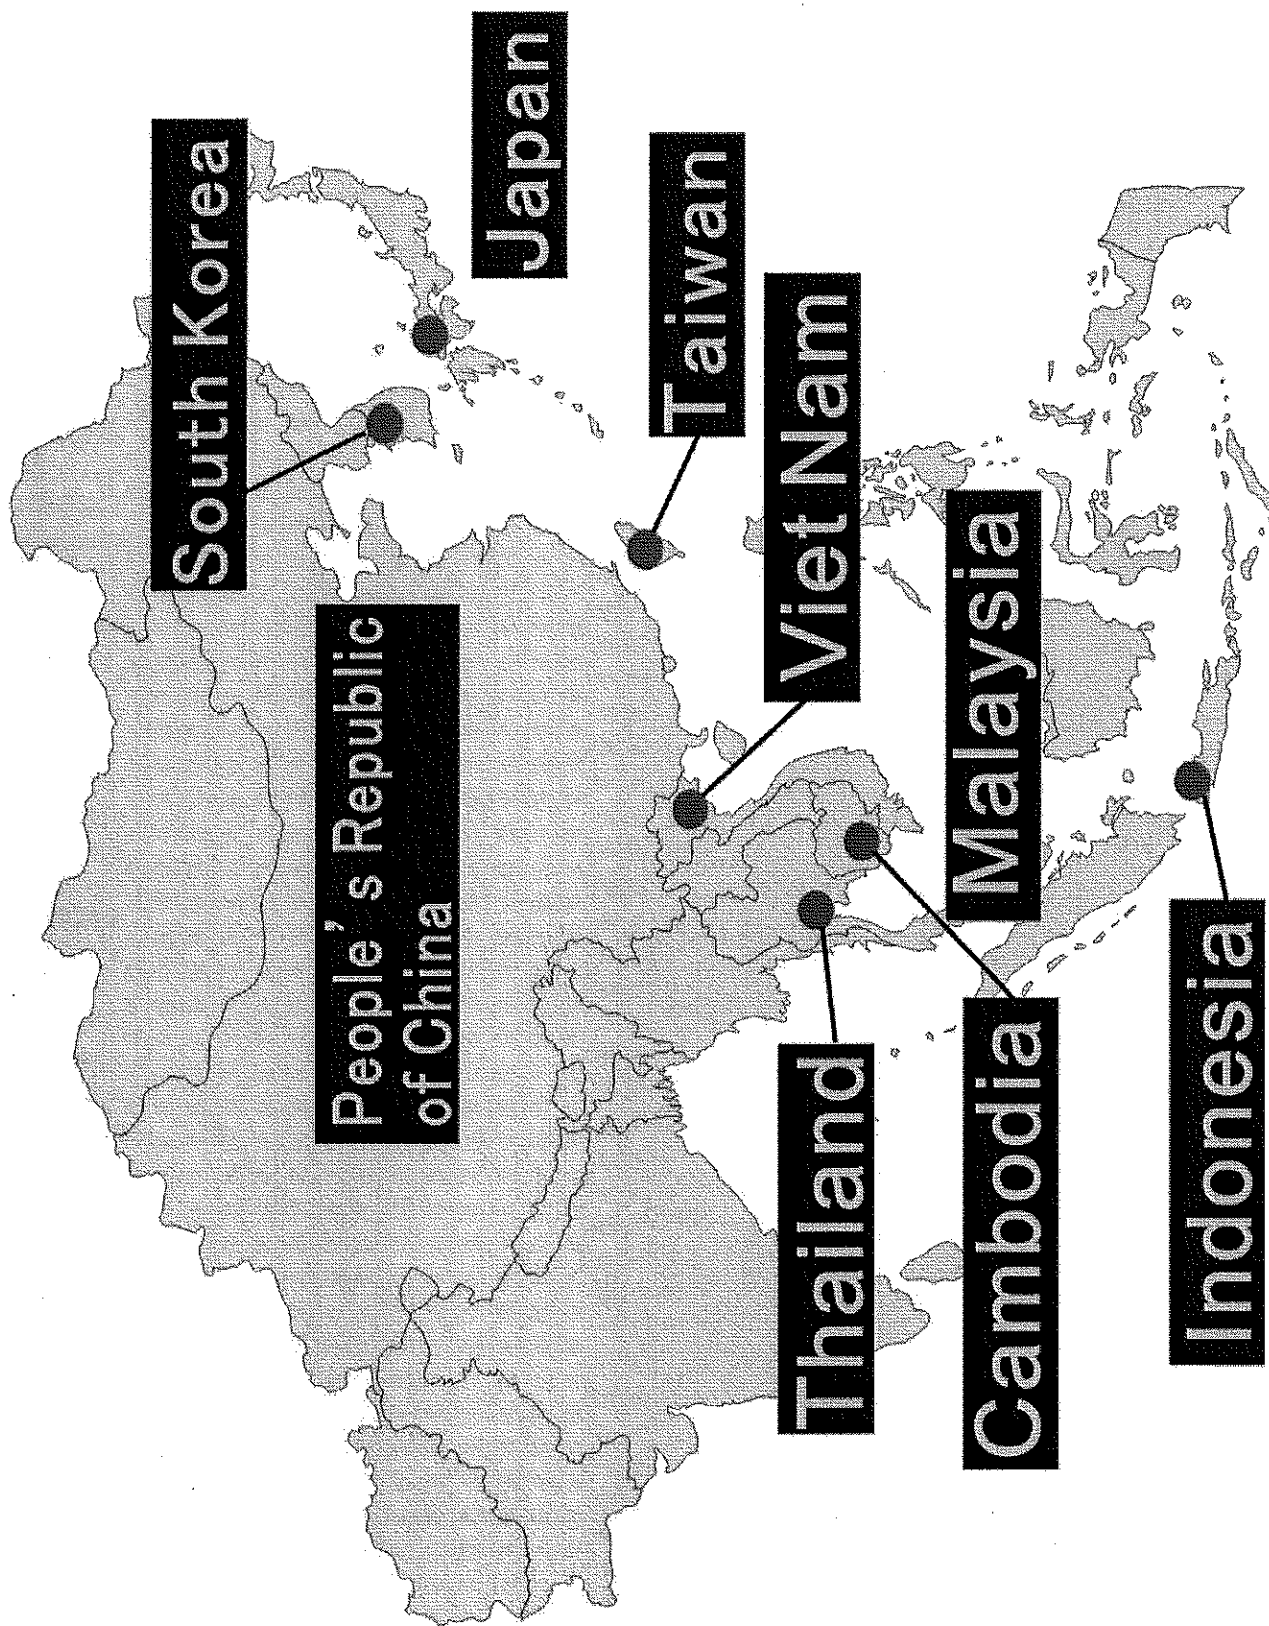 South Korea
Japan
People's Republic
of China
Taiwan
Viet Nam
Thailand
Malaysia
Cambodia
Indonesia